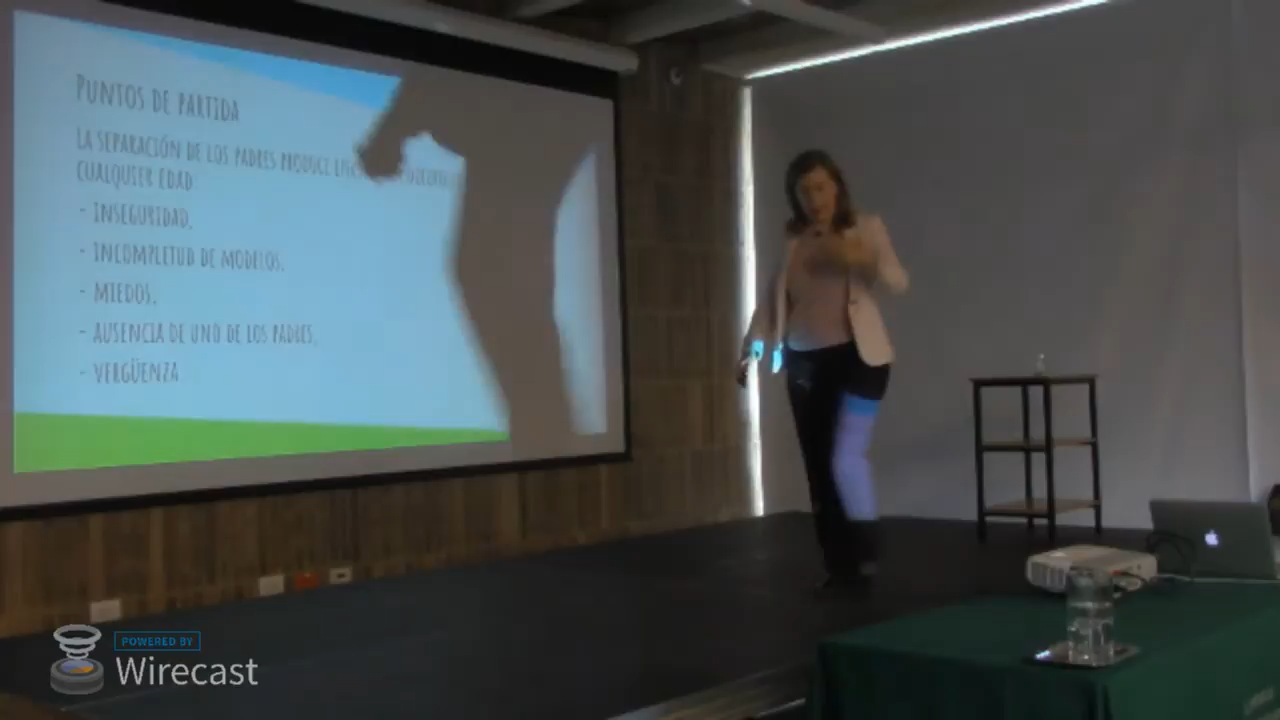 PUNTOS DE PARTIDA
LA SEPARACIÓN DE LOS PADRES PRODUCE
CUALQUIER EDAD:
- INSEGURIDAD,
- INCOMPLETUD DE MODELOS,
- MIEDOS,
- AUSENCIA DE UNO DE LOS PADRES,
- VERGÜENZA
POWERED BY
Wirecast